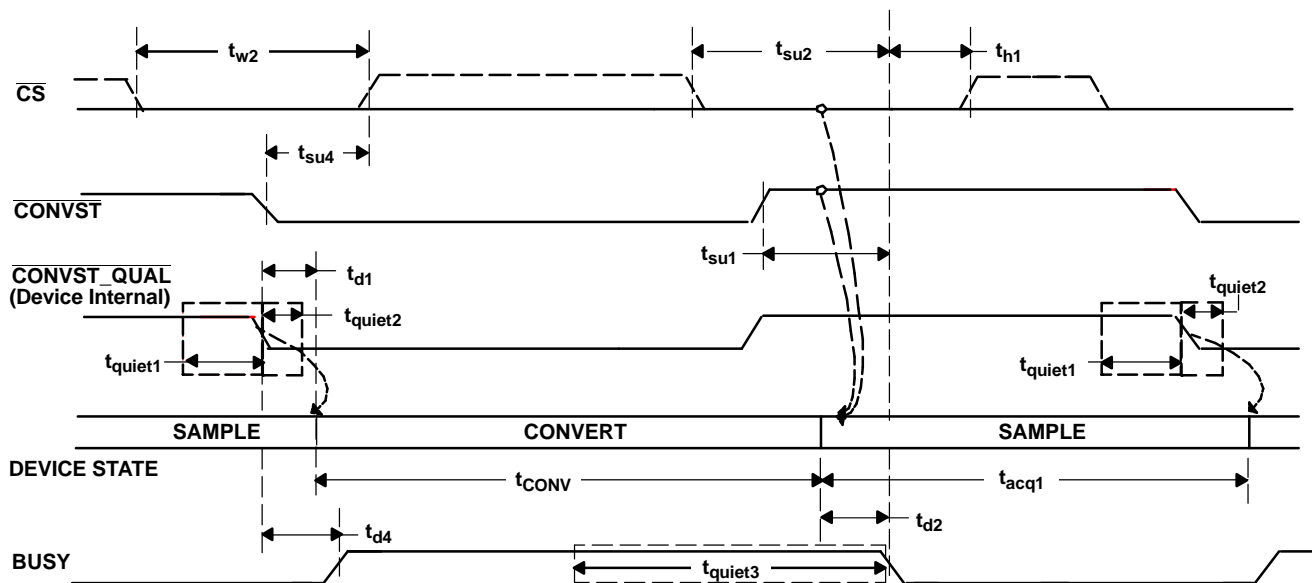 tw2
tsu2
th1
CS
tsu4
CONVST
tsu1
CONVST_QUAL
(Device Internal)
td1
tquiet2
tquiet2
tquiet1
tquiet1
SAMPLE
CONVERT
SAMPLE
DEVICE STATE
tCONV
tacq1
td4
td2
BUSY
tquiet3